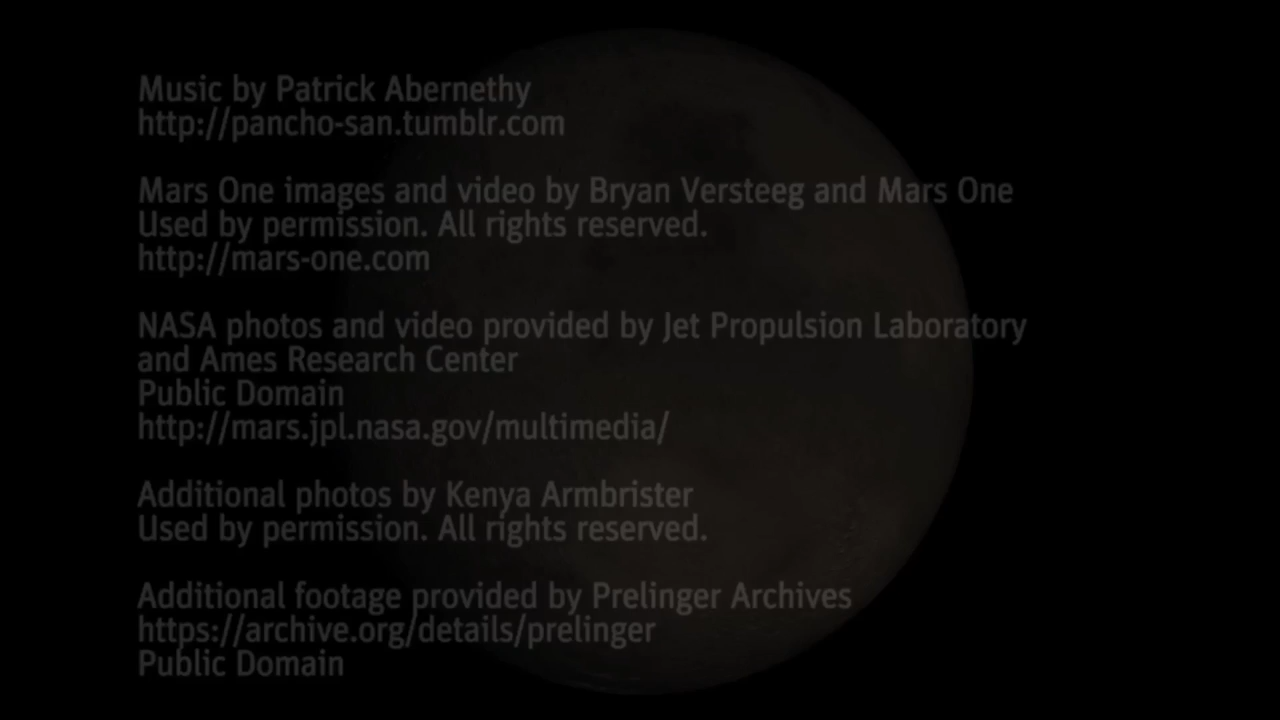 Music by Patrick Abernethy
http://pancho-san.tumblr.com
Mars One images and video by Bryan Versteeg and Mars One
Used by permission. All rights reserved.
http://mars-one.com
NASA photos and video provided by Jet Propulsion Laboratory
and Ames Research Center
Public Domain
http://mars.jpl.nasa.gov/multimedia/
Additional photos by Kenya Armbrister
Used by permission. All rights reserved.
Additional footage provided by Prelinger Archives
https://archive.org/details/prelinger
Public Domain